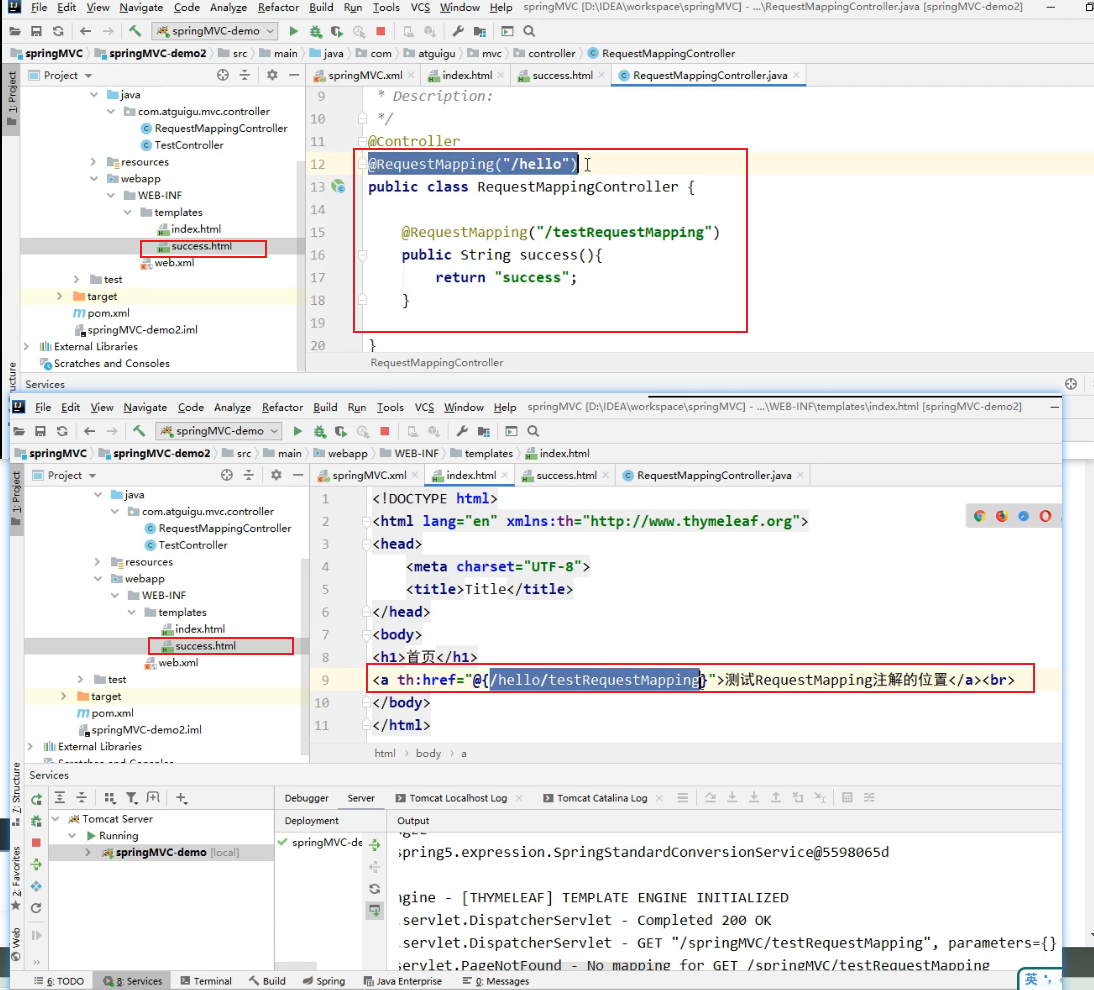 File Edit View Navigate Code Analyze Refactor Build Run Tools VCS Window Help springMVC [D:\IDEA\workspace\springMVC] - ...\RequestMappingController.java [springMVC-demo2]
springMVC-demo
springMVC springMVC-demo2 src main java com atguigu mvc controller RequestMappingController
1: Project
Project
springMVC.xml index.html success.html RequestMappingController.java
java
com.atguigu.mvc.controller
RequestMappingController
TestController
resources
webapp
WEB-INF
templates
index.html
success.html
web.xml
test
target
pom.xml
springMVC-demo2.iml
External Libraries
Scratches and Consoles
9 * Description:
10 */
11 @Controller
12 @RequestMapping("/hello")
13 public class RequestMappingController {
14
15 @RequestMapping("/testRequestMapping")
16 public String success(){
17 return "success";
18 }
19
20 }
RequestMappingController
Services
File Edit View Navigate Code Analyze Refactor Build Run Tools VCS Window Help springMVC [D:\IDEA\workspace\springMVC] - ...\WEB-INF\templates\index.html [springMVC-demo2]
springMVC-demo
springMVC springMVC-demo2 src main webapp WEB-INF templates index.html
1: Project
Project
springMVC.xml index.html success.html RequestMappingController.java
java
com.atguigu.mvc.controller
RequestMappingController
TestController
resources
webapp
WEB-INF
templates
index.html
success.html
web.xml
test
target
pom.xml
springMVC-demo2.iml
External Libraries
Scratches and Consoles
1 <!DOCTYPE html>
2 <html lang="en" xmlns:th="http://www.thymeleaf.org">
3 <head>
4 <meta charset="UTF-8">
5 <title>Title</title>
6 </head>
7 <body>
8 <h1>首页</h1>
9 <a th:href="@{/hello/testRequestMapping}">测试RequestMapping注解的位置</a><br>
10 </body>
11 </html>
html body a
Services
Z: Structure
2: Favorites
Web
Tomcat Server
Running
springMVC-demo [local]
Debugger Server Tomcat Localhost Log Tomcat Catalina Log
Deployment Output
springMVC-de
spring5.expression.SpringStandardConversionService@5598065d
ngine - [THYMELEAF] TEMPLATE ENGINE INITIALIZED
.servlet.DispatcherServlet - Completed 200 OK
.servlet.DispatcherServlet - GET "/springMVC/testRequestMapping", parameters={}
servlet.PageNotFound - No mapping for GET /springMVC/testRequestMapping
6: TODO 8: Services Terminal Build Spring Java Enterprise 0: Messages
英